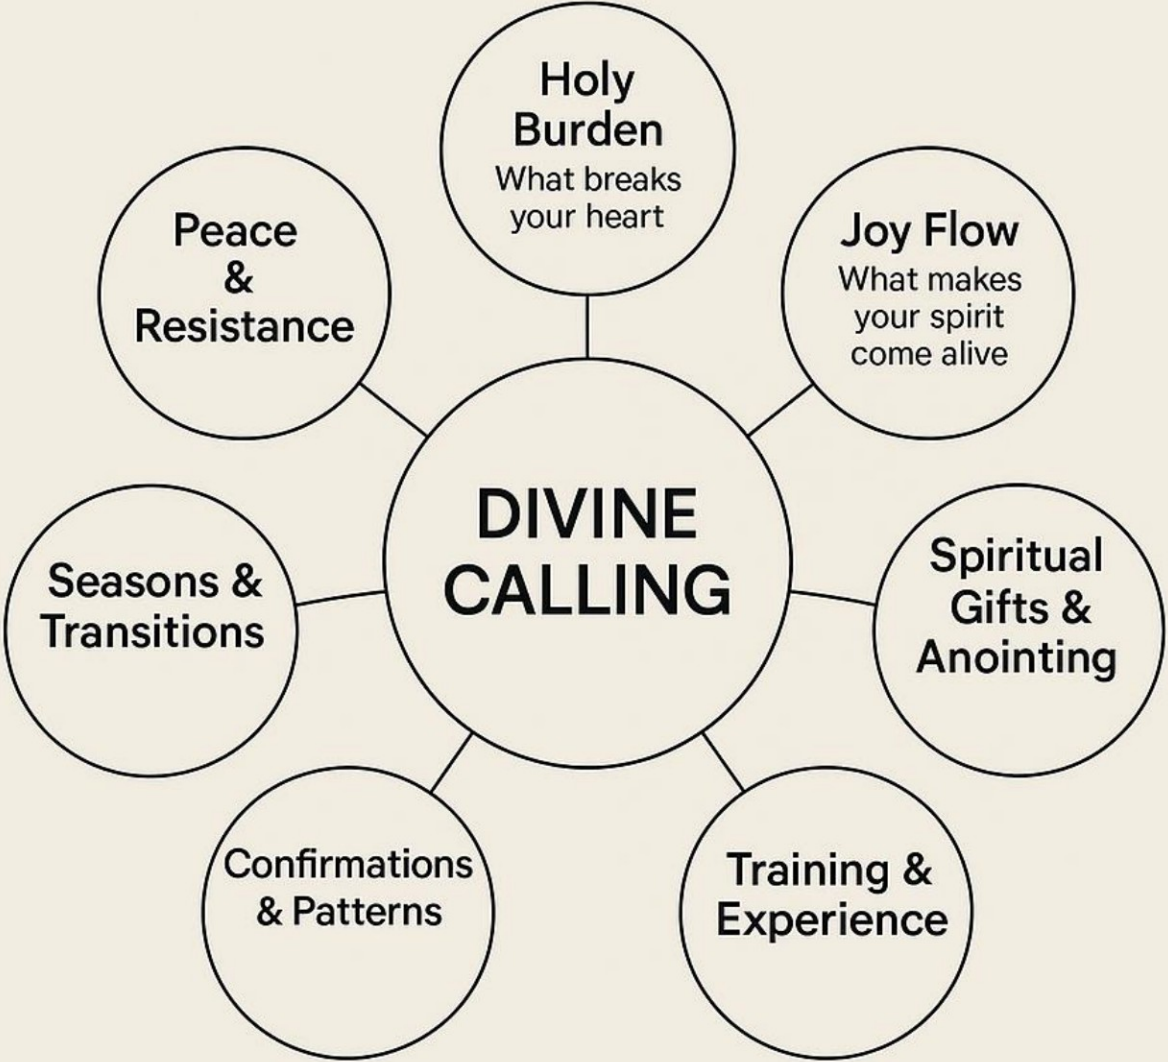 Holy
Burden
What breaks
your heart
Joy Flow
What makes
your spirit
come alive
Spiritual
Gifts &
Anointing
Training &
Experience
Confirmations
& Patterns
Seasons &
Transitions
Peace
&
Resistance
DIVINE
CALLING